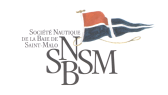 Société Nautique
de la Baie de
Saint-Malo
SNBSM